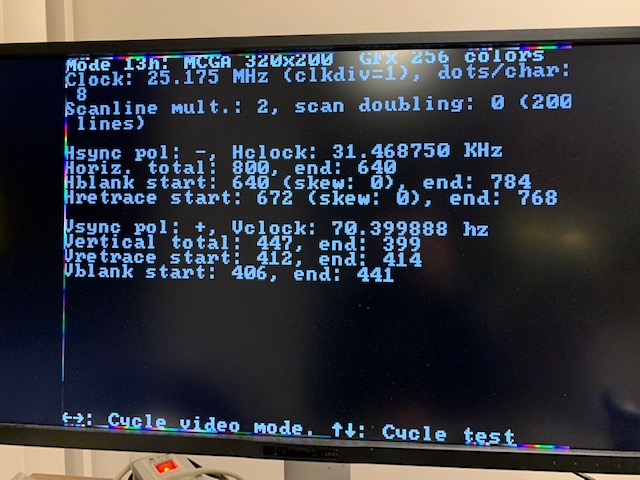 Mode 13h: MCGA 320x200 GFX 256 colors
Clock: 25.175 MHz (clkdiv=1), dots/char:
8
Scanline mult.: 2, scan doubling: 0 (200
lines)
Hsync pol: -, Hclock: 31.468750 KHz
Horiz. total: 800, end: 640
Hblank start: 640 (skew: 0), end: 784
Hretrace start: 672 (skew: 0), end: 768
Vsync pol: +, Vclock: 70.399888 hz
Vertical total: 447, end: 399
Vretrace start: 412, end: 414
Vblank start: 406, end: 441
←→: Cycle video mode. ↑↓: Cycle test